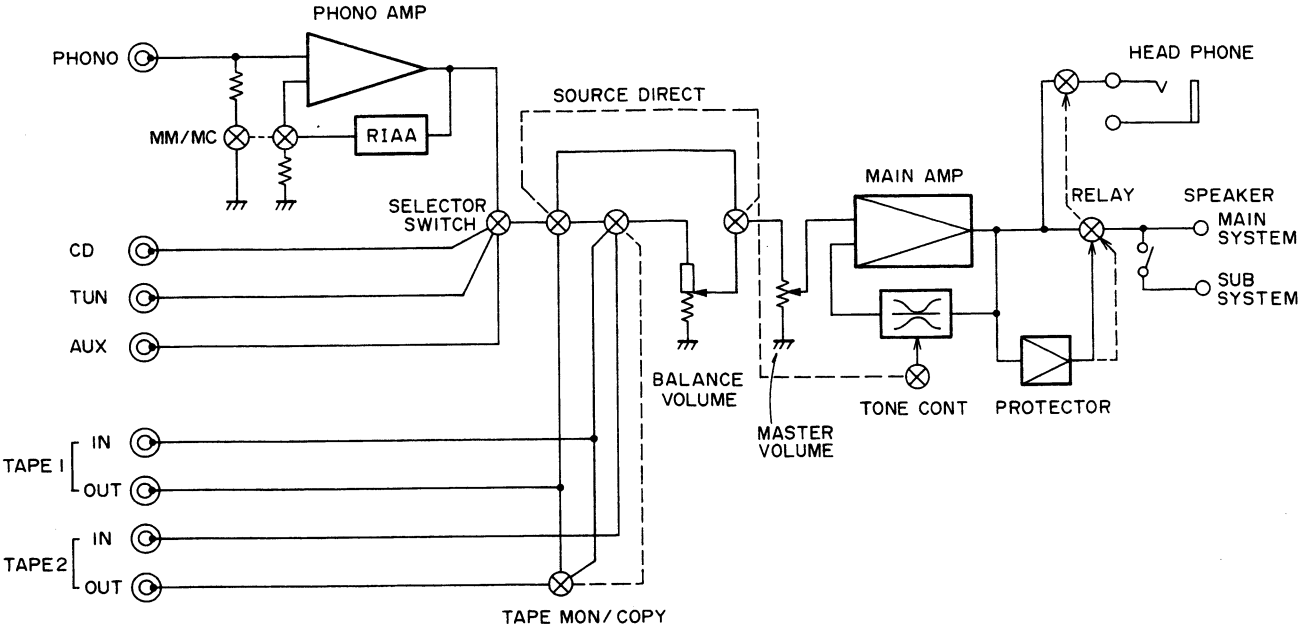 PHONO AMP
PHONO
HEAD PHONE
SOURCE DIRECT
MM/MC
RIAA
MAIN AMP
RELAY
SPEAKER
SELECTOR
SWITCH
MAIN
SYSTEM
CD
SUB
SYSTEM
TUN
AUX
BALANCE
VOLUME
TONE CONT
PROTECTOR
MASTER
VOLUME
TAPE 1
IN
OUT
TAPE 2
IN
OUT
TAPE MON/COPY